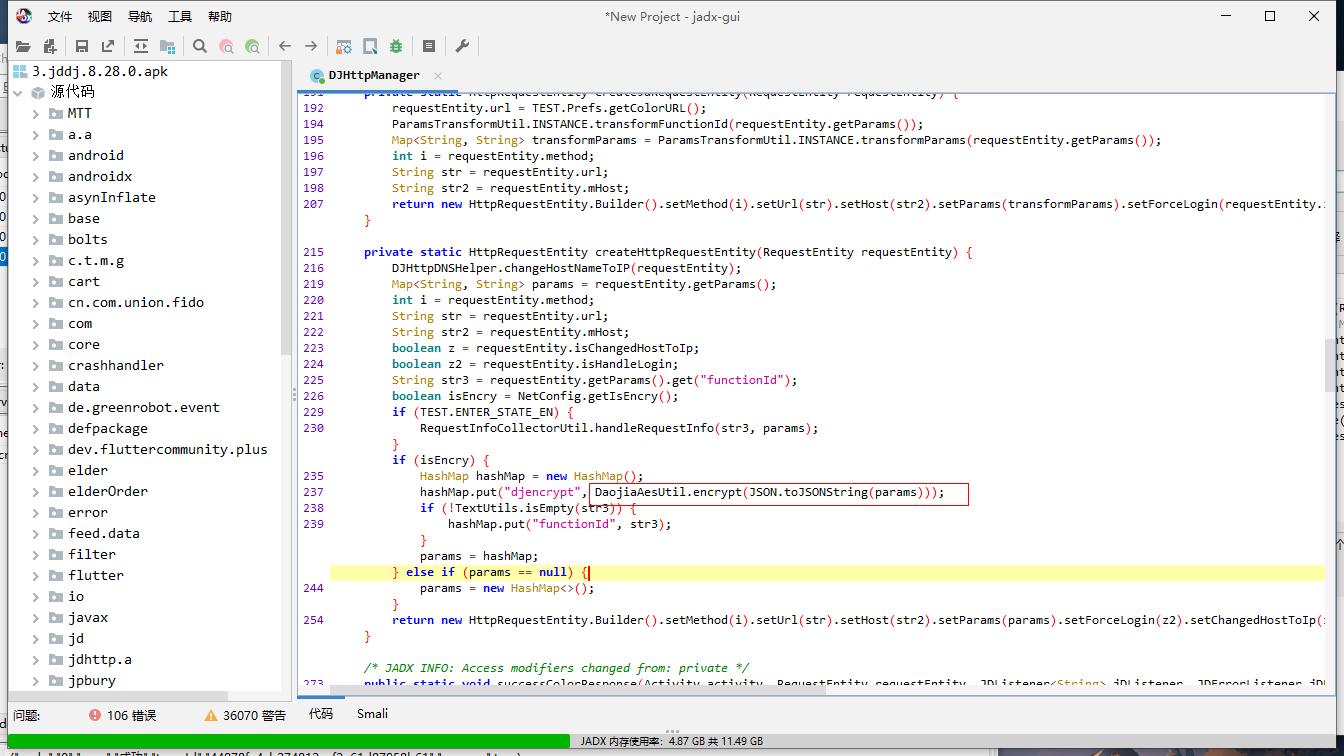 文件 视图 导航 工具 帮助
*New Project - jadx-gui
3.jddj.8.28.0.apk
源代码
MTT
a.a
android
androidx
asynInflate
base
bolts
c.t.m.g
cart
cn.com.union.fido
com
core
crashhandler
data
de.greenrobot.event
defpackage
dev.fluttercommunity.plus
elder
elderOrder
error
feed.data
filter
flutter
io
javax
jd
jdhttp.a
jpbury
DJHttpManager
192 requestEntity.url = TEST.Prefs.getColorURL();
194 ParamsTransformUtil.INSTANCE.transformFunctionId(requestEntity.getParams());
195 Map<String, String> transformParams = ParamsTransformUtil.INSTANCE.transformParams(requestEntity.getParams());
196 int i = requestEntity.method;
197 String str = requestEntity.url;
198 String str2 = requestEntity.mHost;
207 return new HttpRequestEntity.Builder().setMethod(i).setUrl(str).setHost(str2).setParams(transformParams).setForceLogin(requestEntity.
}
215 private static HttpRequestEntity createHttpRequestEntity(RequestEntity requestEntity) {
216 DJHttpDNSHelper.changeHostNameToIP(requestEntity);
219 Map<String, String> params = requestEntity.getParams();
220 int i = requestEntity.method;
221 String str = requestEntity.url;
222 String str2 = requestEntity.mHost;
223 boolean z = requestEntity.isChangedHostToIp;
224 boolean z2 = requestEntity.isHandleLogin;
225 String str3 = requestEntity.getParams().get("functionId");
226 boolean isEncry = NetConfig.getIsEncry();
229 if (TEST.ENTER_STATE_EN) {
230 RequestInfoCollectorUtil.handleRequestInfo(str3, params);
}
if (isEncry) {
235 HashMap hashMap = new HashMap();
237 hashMap.put("djencrypt", DaojiaAesUtil.encrypt(JSON.toJSONString(params)));
238 if (!TextUtils.isEmpty(str3)) {
239 hashMap.put("functionId", str3);
}
params = hashMap;
} else if (params == null) {
244 params = new HashMap<>();
}
254 return new HttpRequestEntity.Builder().setMethod(i).setUrl(str).setHost(str2).setParams(params).setForceLogin(z2).setChangedHostToIp(
}
/* JADX INFO: Access modifiers changed from: private */
273 public static void successColorResponse(Activity activity, RequestEntity requestEntity, JDListener<String> jDListener, JDErrorListener
问题: 106 错误 36070 警告 代码 Smali
JADX 内存使用率: 4.87 GB 共 11.49 GB